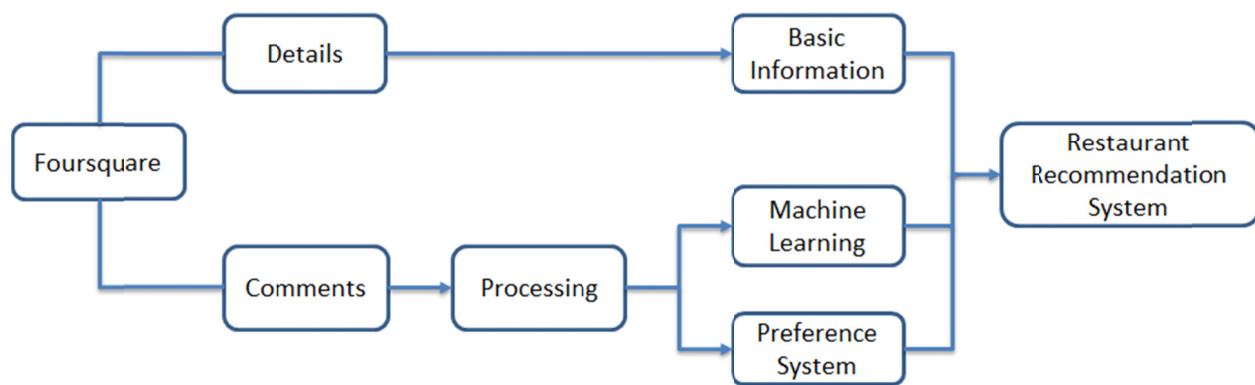 Details
Basic
Information
Foursquare
Restaurant
Recommendation
System
Machine
Learning
Comments
Processing
Preference
System